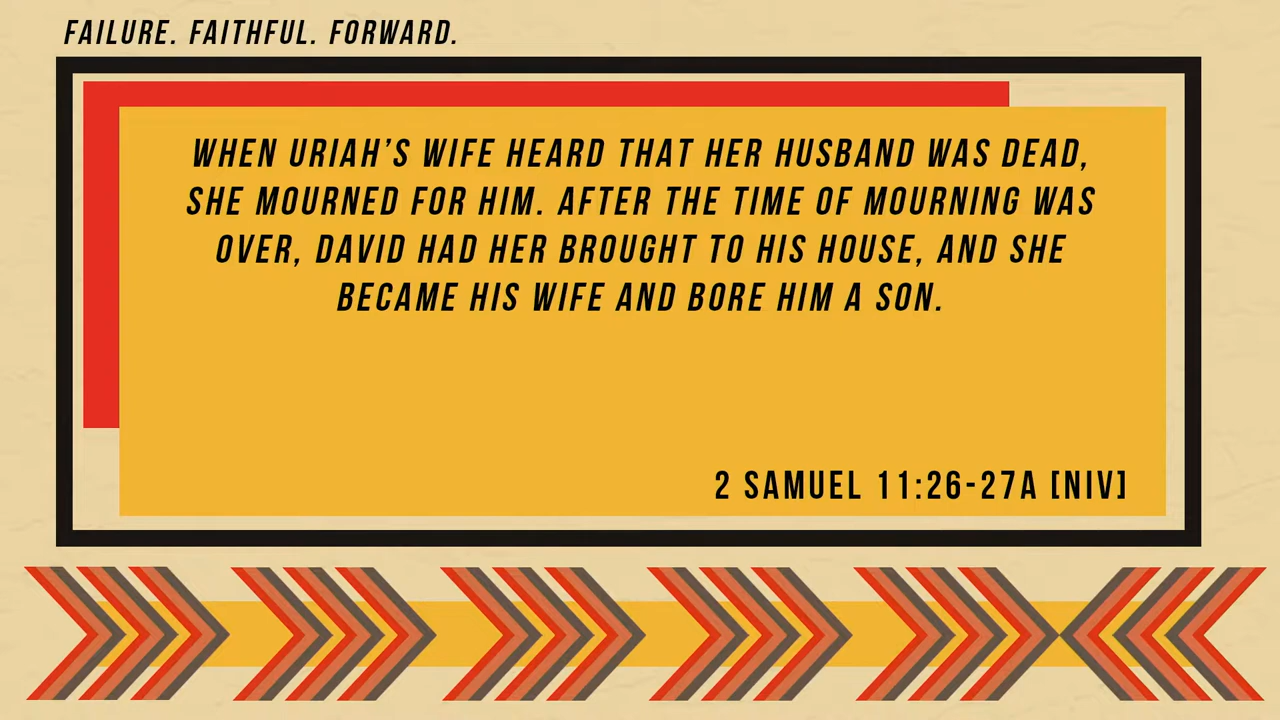 FAILURE. FAITHFUL. FORWARD.
WHEN URIAH’S WIFE HEARD THAT HER HUSBAND WAS DEAD,
SHE MOURNED FOR HIM. AFTER THE TIME OF MOURNING WAS
OVER, DAVID HAD HER BROUGHT TO HIS HOUSE, AND SHE
BECAME HIS WIFE AND BORE HIM A SON.
2 SAMUEL 11:26-27A [NIV]